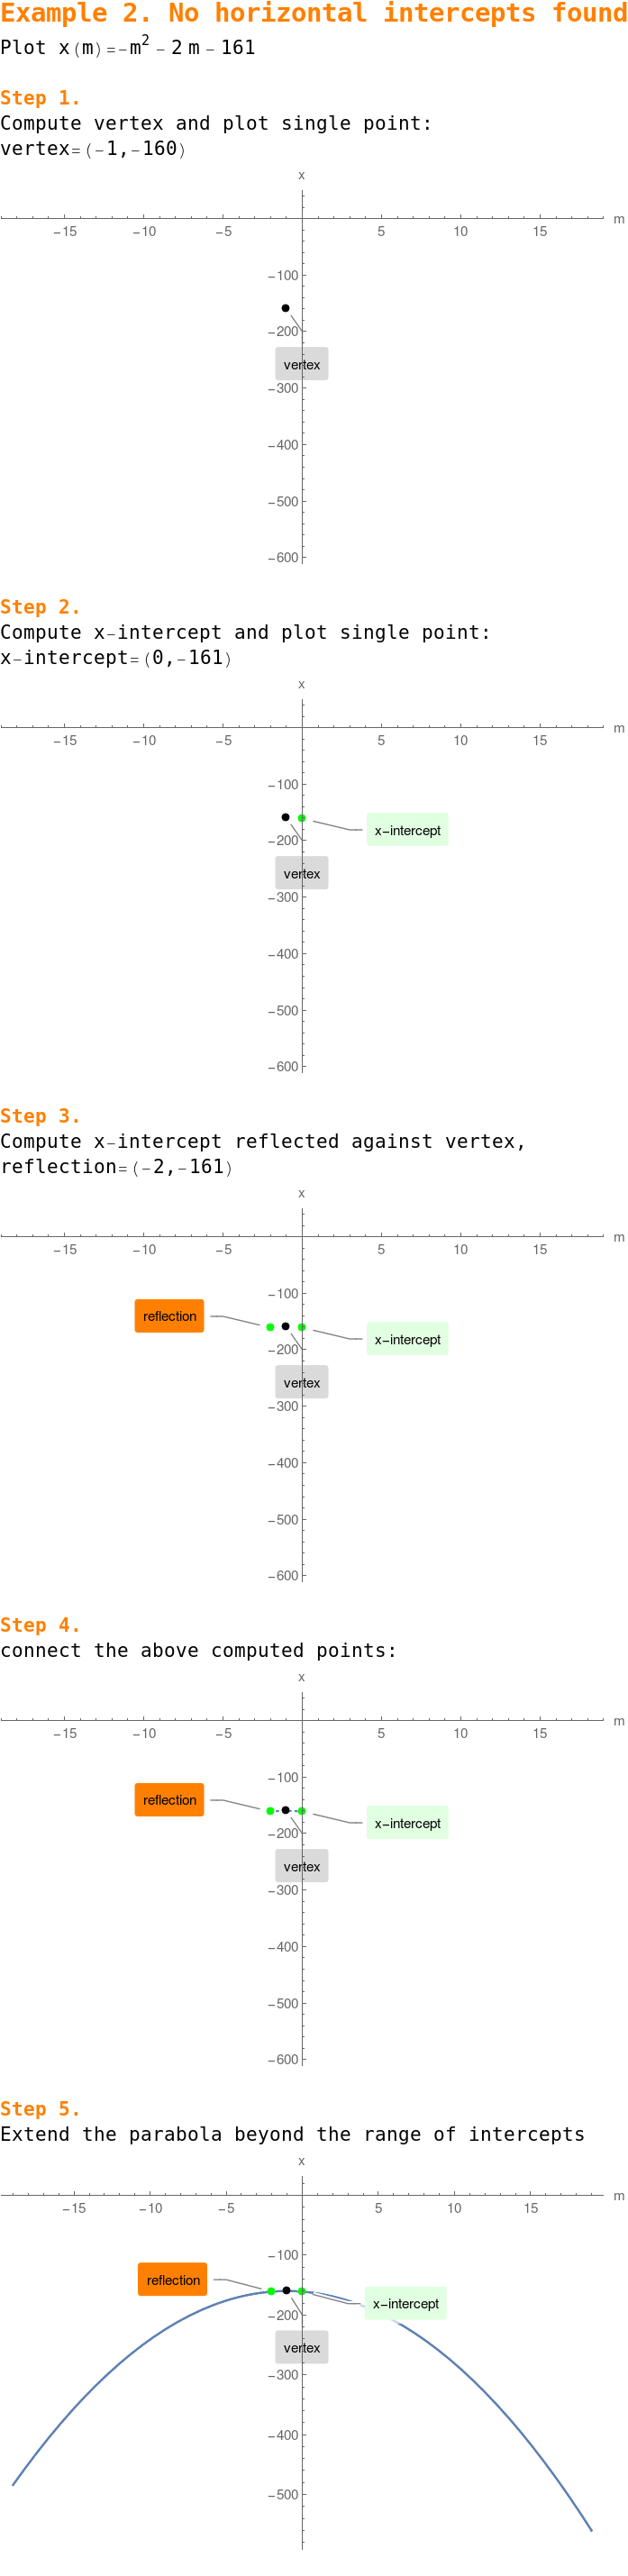 Example 2. No horizontal intercepts found
Plot x(m)=−m² − 2 m − 161
Step 1.
Compute vertex and plot single point:
vertex=(−1,−160)
x
m
−15 −10 −5 5 10 15
−100
−200
vertex
−300
−400
−500
−600
Step 2.
Compute x−intercept and plot single point:
x−intercept=(0,−161)
x
m
−15 −10 −5 5 10 15
−100
x−intercept
−200
vertex
−300
−400
−500
−600
Step 3.
Compute x−intercept reflected against vertex,
reflection=(−2,−161)
x
m
−15 −10 −5 5 10 15
−100
reflection
x−intercept
−200
vertex
−300
−400
−500
−600
Step 4.
connect the above computed points:
x
m
−15 −10 −5 5 10 15
−100
reflection
x−intercept
−200
vertex
−300
−400
−500
−600
Step 5.
Extend the parabola beyond the range of intercepts
x
m
−15 −10 −5 5 10 15
−100
reflection
x−intercept
−200
vertex
−300
−400
−500